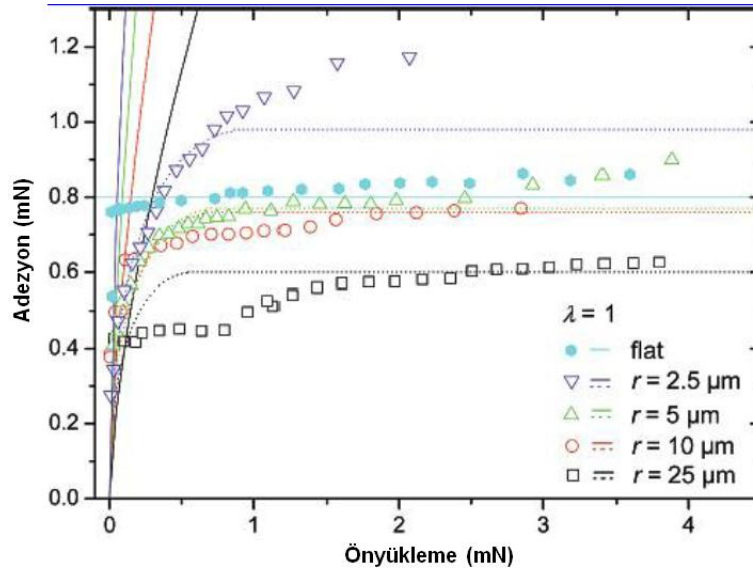 Adezyon (mN)
1.2
1.0
0.8
0.6
0.4
0.2
0.0
λ = 1
flat
r = 2.5 μm
r = 5 μm
r = 10 μm
r = 25 μm
0 1 2 3 4
Önyükleme (mN)